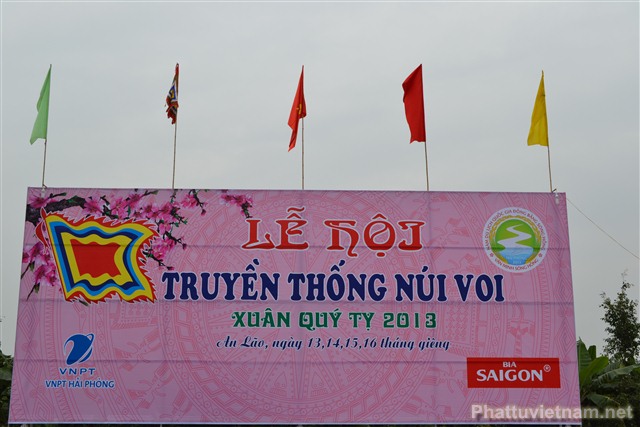 LỄ HỘI
TRUYỀN THỐNG NÚI VOI
XUÂN QUÝ TỴ 2013
An Lão, ngày 13,14,15,16 tháng giêng
VNPT
VNPT HẢI PHÒNG
BIA
SAIGON®
Phattuvietnam.net